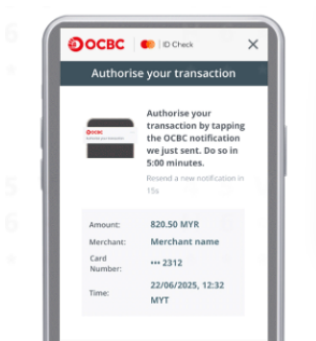 OCBC ID Check
Authorise your transaction
Authorise your
transaction by tapping
the OCBC notification
we just sent. Do so in
5:00 minutes.
Resend a new notification in
15s
OCBC
Amount: 820.50 MYR
Merchant: Merchant name
Card
Number: ••• 2312
Time: 22/06/2025, 12:32
MYT